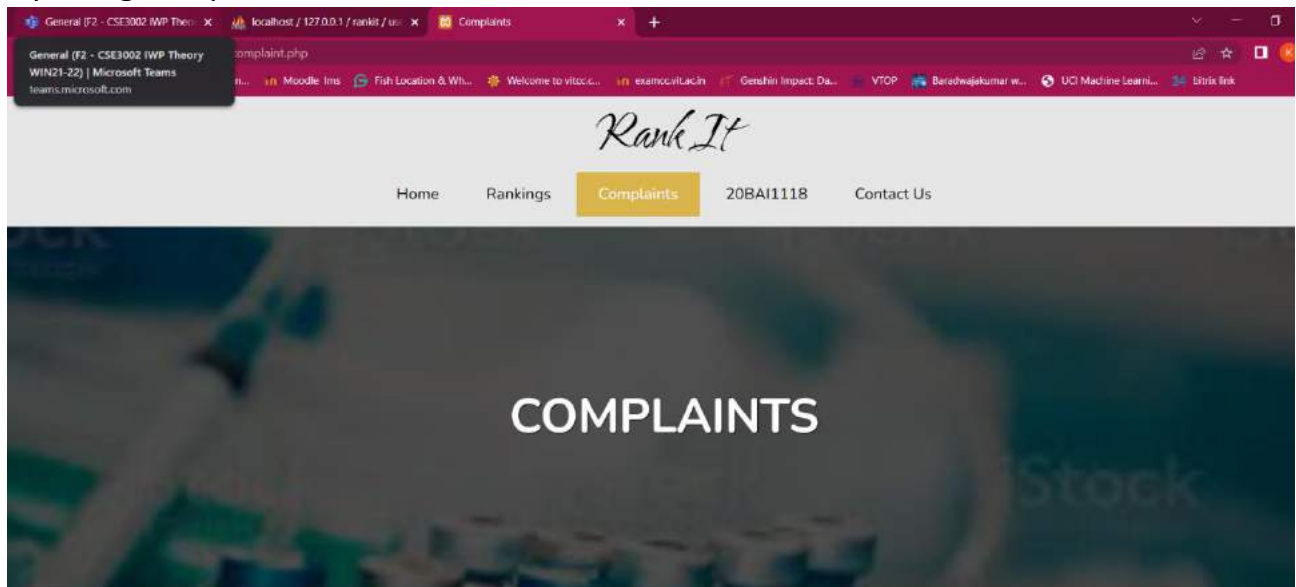 General (F2 - CSE3002 IWP Theo
localhost / 127.0.0.1 / rankit / us
Complaints
General (F2 - CSE3002 IWP Theory
WIN21-22) | Microsoft Teams
teams.microsoft.com
omplaint.php
n... Moodle lms Fish Location & Wh... Welcome to vitcc.c... examcc.vit.ac.in Genshin Impact: Da... VTOP Baradwajakumar w... UCI Machine Learni... 24 bitrix link
Rank It
Home Rankings Complaints 20BAI1118 Contact Us
COMPLAINTS
iStock